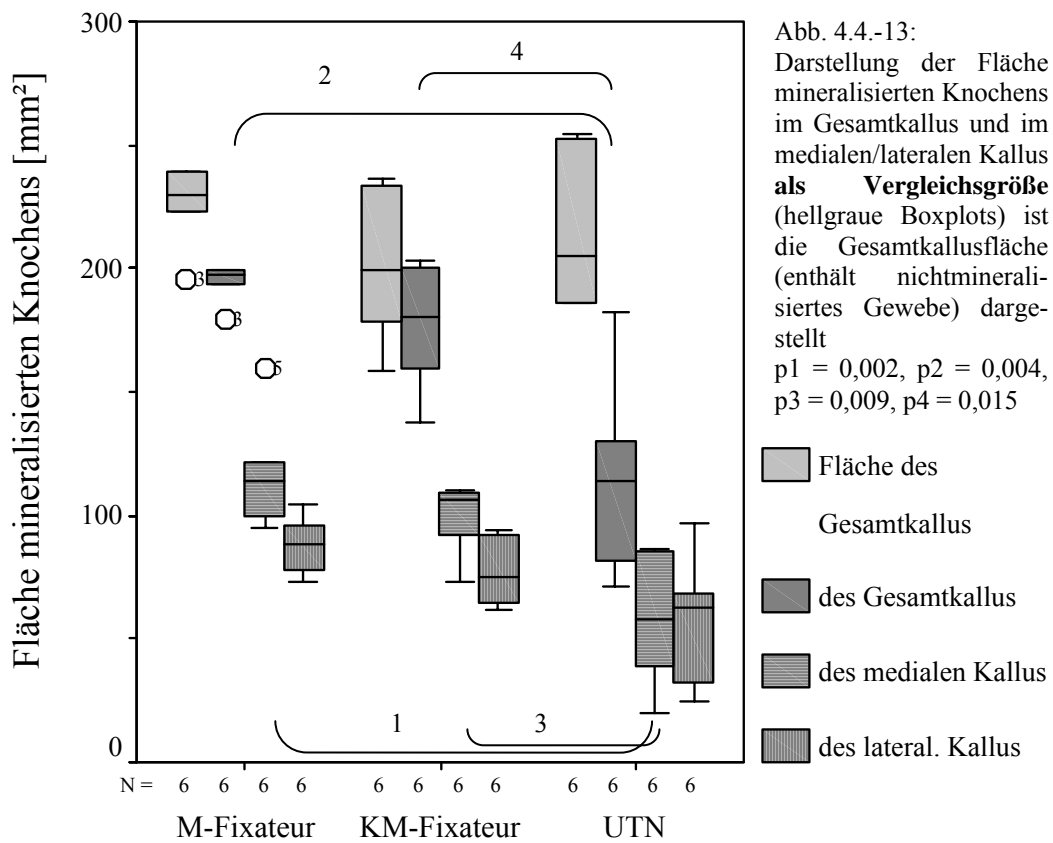 Fläche mineralisierten Knochens [mm²]
300
200
100
0
2
4
3
3
5
1
3
N = 6 6 6 6 6 6 6 6 6 6 6 6
M-Fixateur KM-Fixateur UTN
Abb. 4.4.-13:
Darstellung der Fläche
mineralisierten Knochens
im Gesamtkallus und im
medialen/lateralen Kallus
als Vergleichsgröße
(hellgraue Boxplots) ist
die Gesamtkallusfläche
(enthält nichtminerali-
siertes Gewebe) darge-
stellt
p1 = 0,002, p2 = 0,004,
p3 = 0,009, p4 = 0,015
Fläche des
Gesamtkallus
des Gesamtkallus
des medialen Kallus
des lateral. Kallus